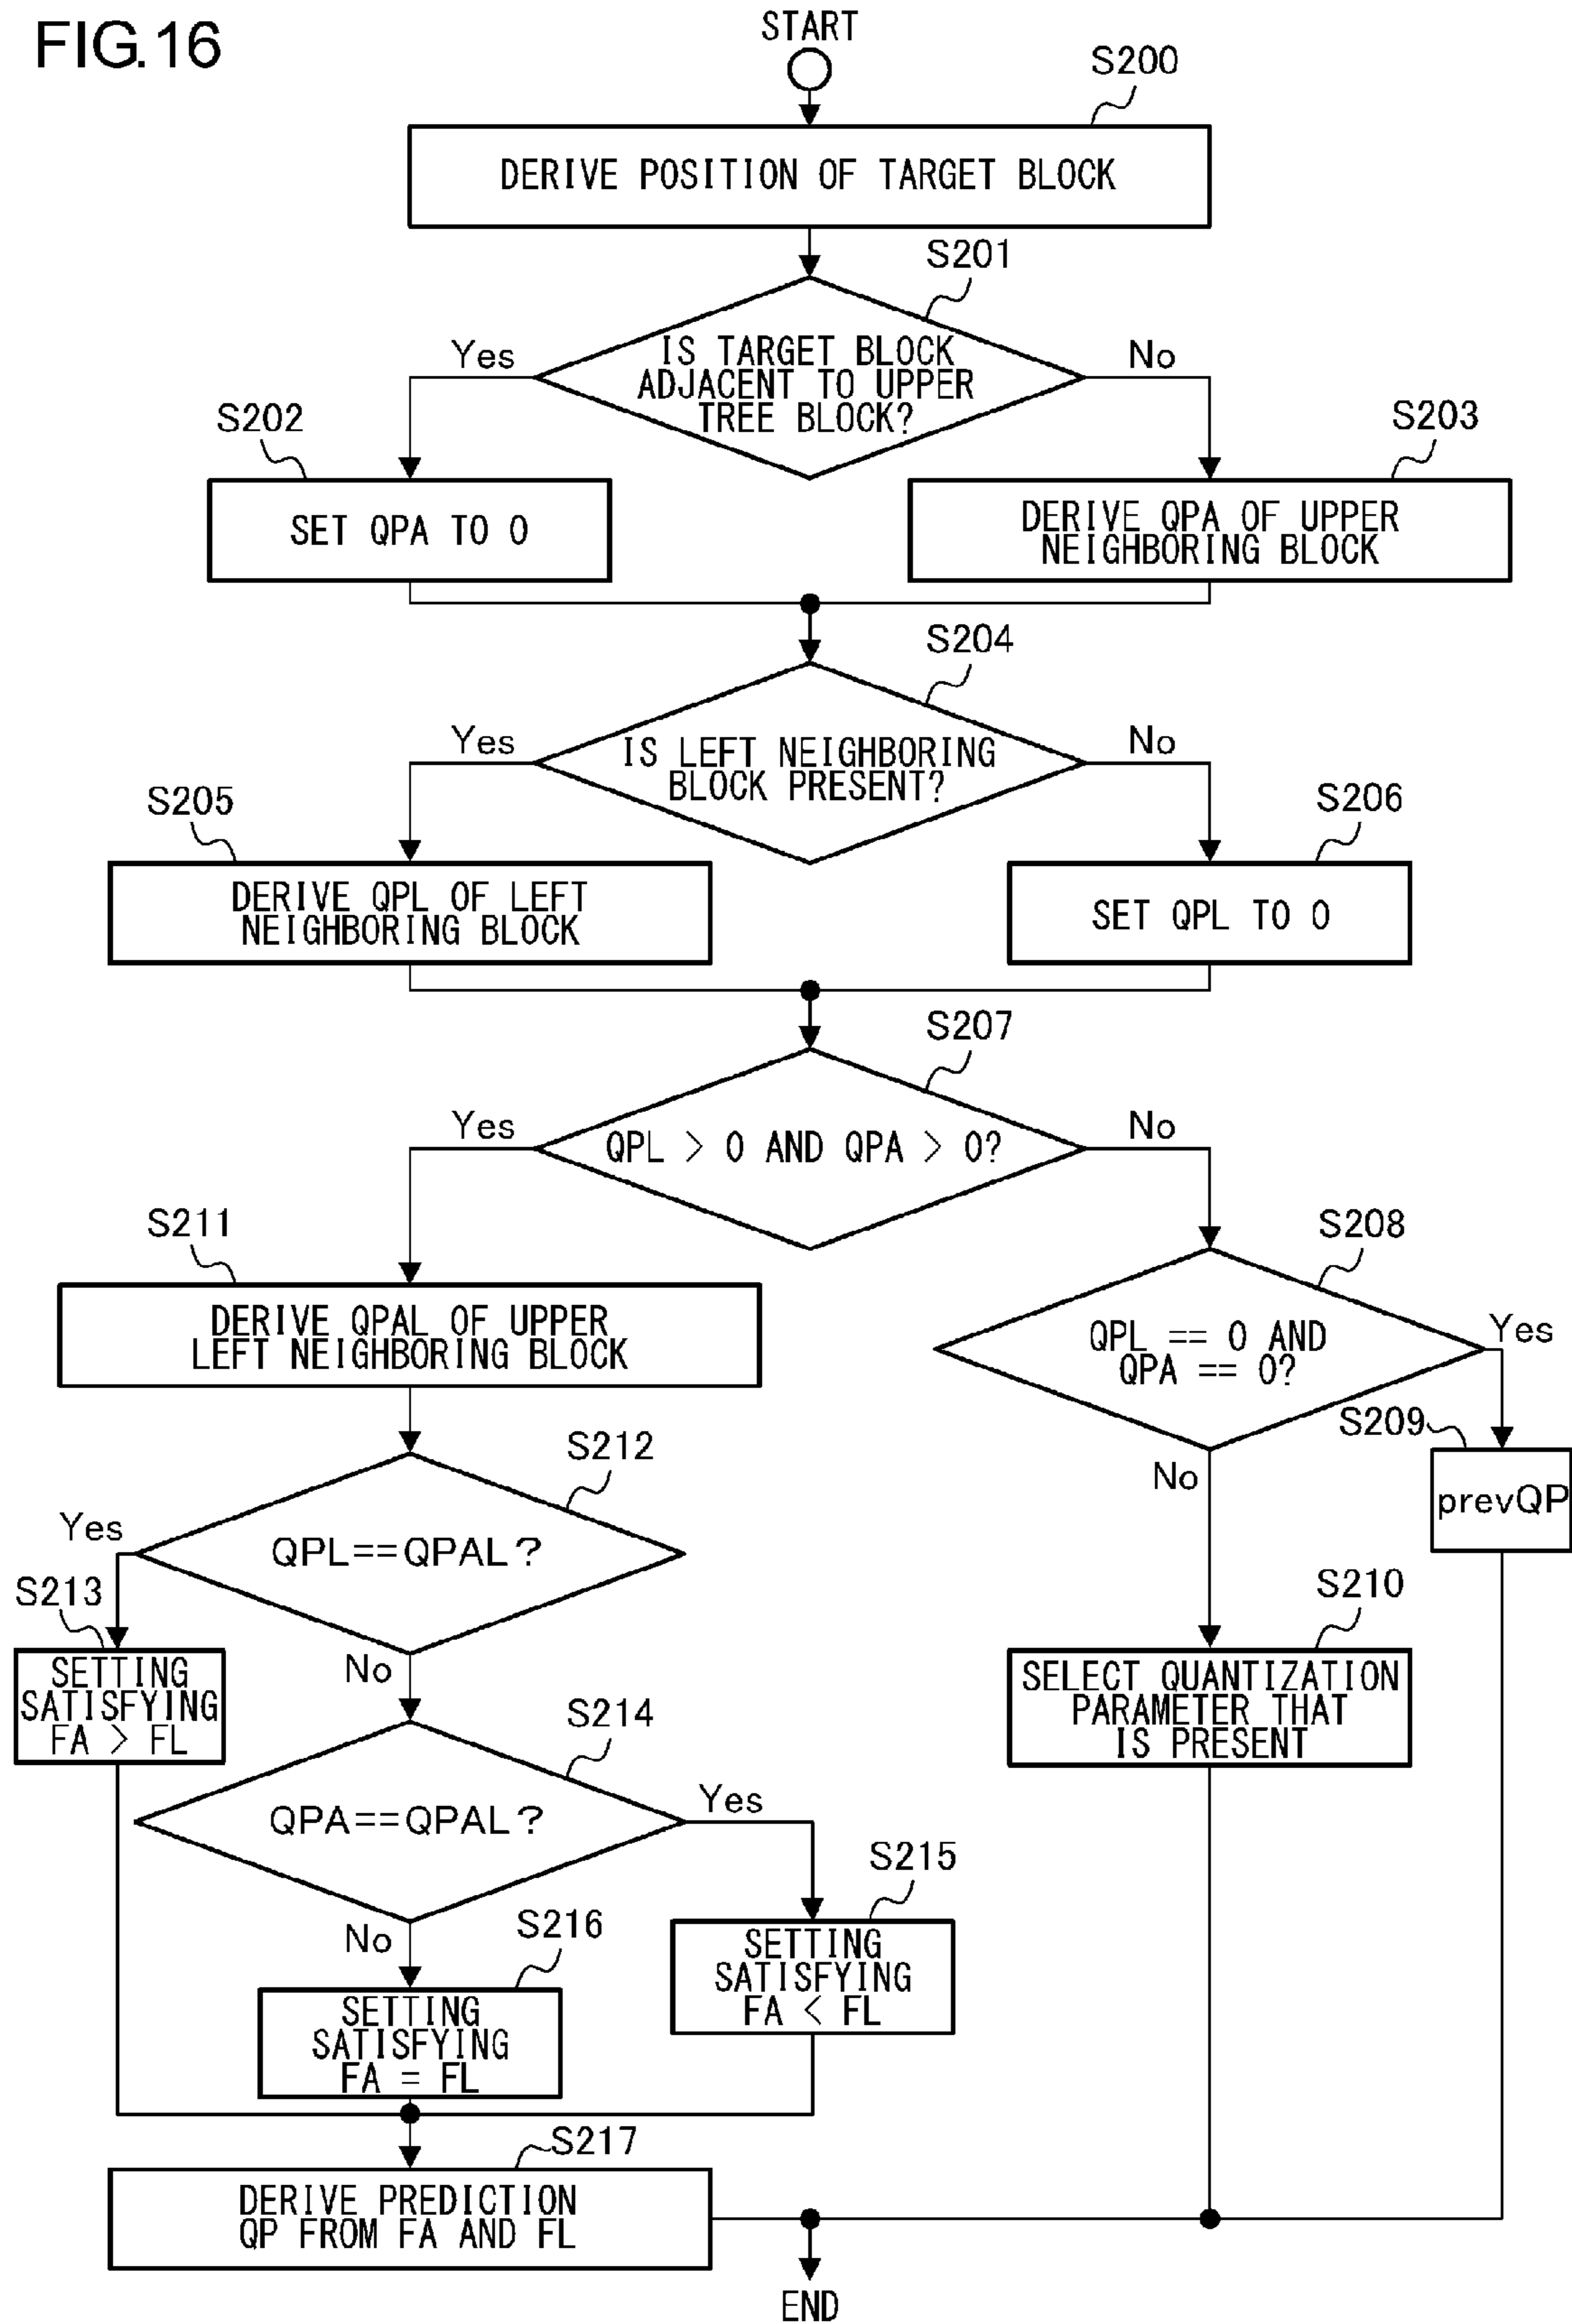 FIG.16
START
S200
DERIVE POSITION OF TARGET BLOCK
S201
IS TARGET BLOCK
ADJACENT TO UPPER
TREE BLOCK?
Yes
No
S202
SET QPA TO 0
S203
DERIVE QPA OF UPPER
NEIGHBORING BLOCK
S204
IS LEFT NEIGHBORING
BLOCK PRESENT?
Yes
No
S205
DERIVE QPL OF LEFT
NEIGHBORING BLOCK
S206
SET QPL TO 0
S207
QPL > 0 AND QPA > 0?
Yes
No
S211
DERIVE QPAL OF UPPER
LEFT NEIGHBORING BLOCK
S208
QPL == 0 AND
QPA == 0?
Yes
S209
prevQP
No
S212
QPL==QPAL?
Yes
S213
SETTING
SATISFYING
FA > FL
No
S210
SELECT QUANTIZATION
PARAMETER THAT
IS PRESENT
S214
QPA==QPAL?
Yes
S215
SETTING
SATISFYING
FA < FL
No
S216
SETTING
SATISFYING
FA = FL
S217
DERIVE PREDICTION
QP FROM FA AND FL
END